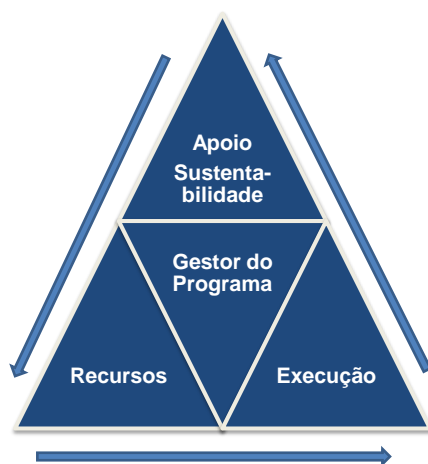 Apoio
Sustenta-
bilidade
Gestor do
Programa
Recursos
Execução